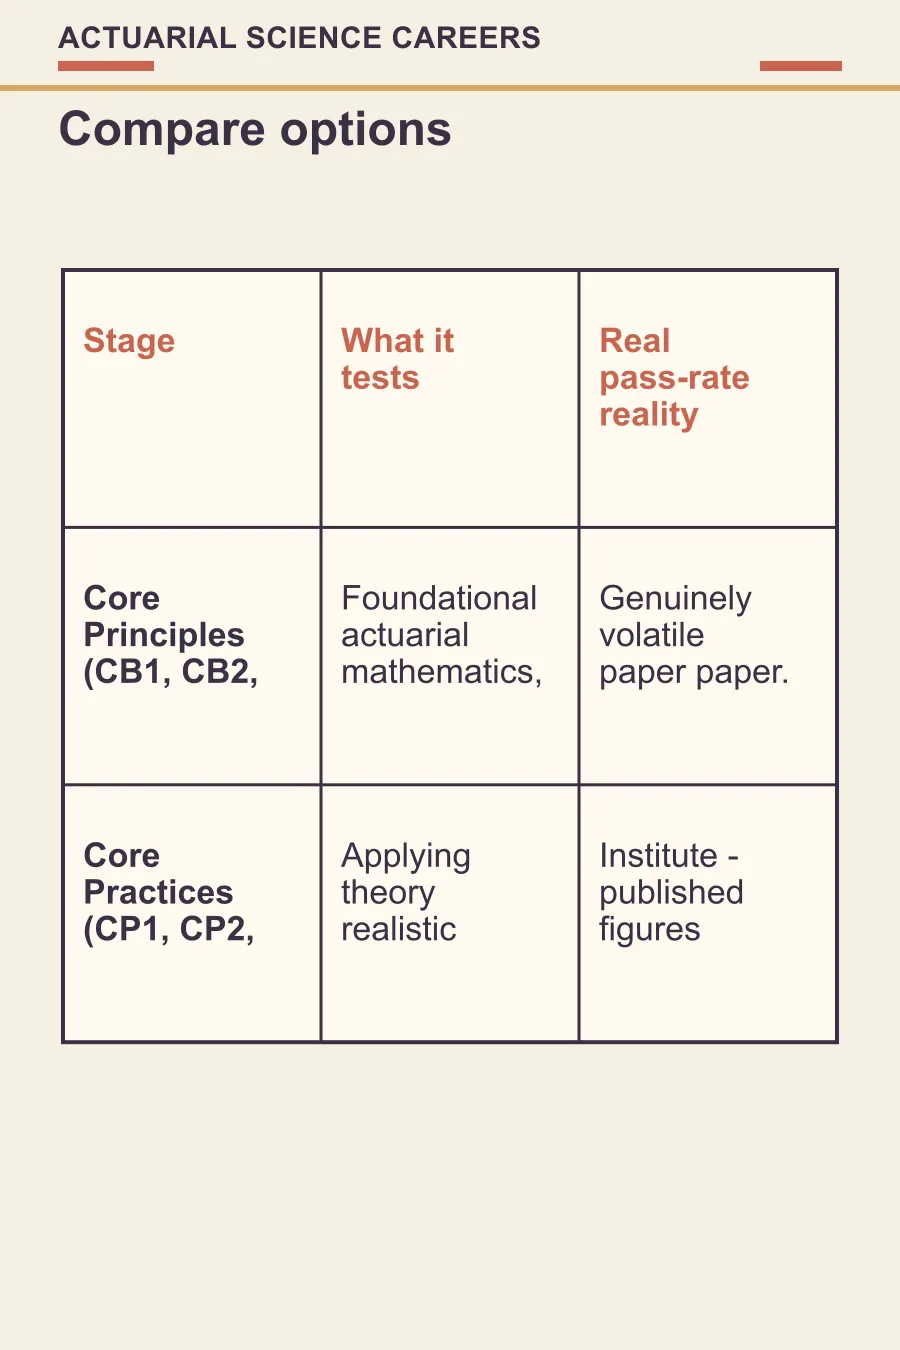 ACTUARIAL SCIENCE CAREERS
Compare options
Stage
What it
tests
Real
pass-rate
reality
Core
Principles
(CB1, CB2,
Foundational
actuarial
mathematics,
Genuinely
volatile
paper paper.
Core
Practices
(CP1, CP2,
Applying
theory
realistic
Institute -
published
figures